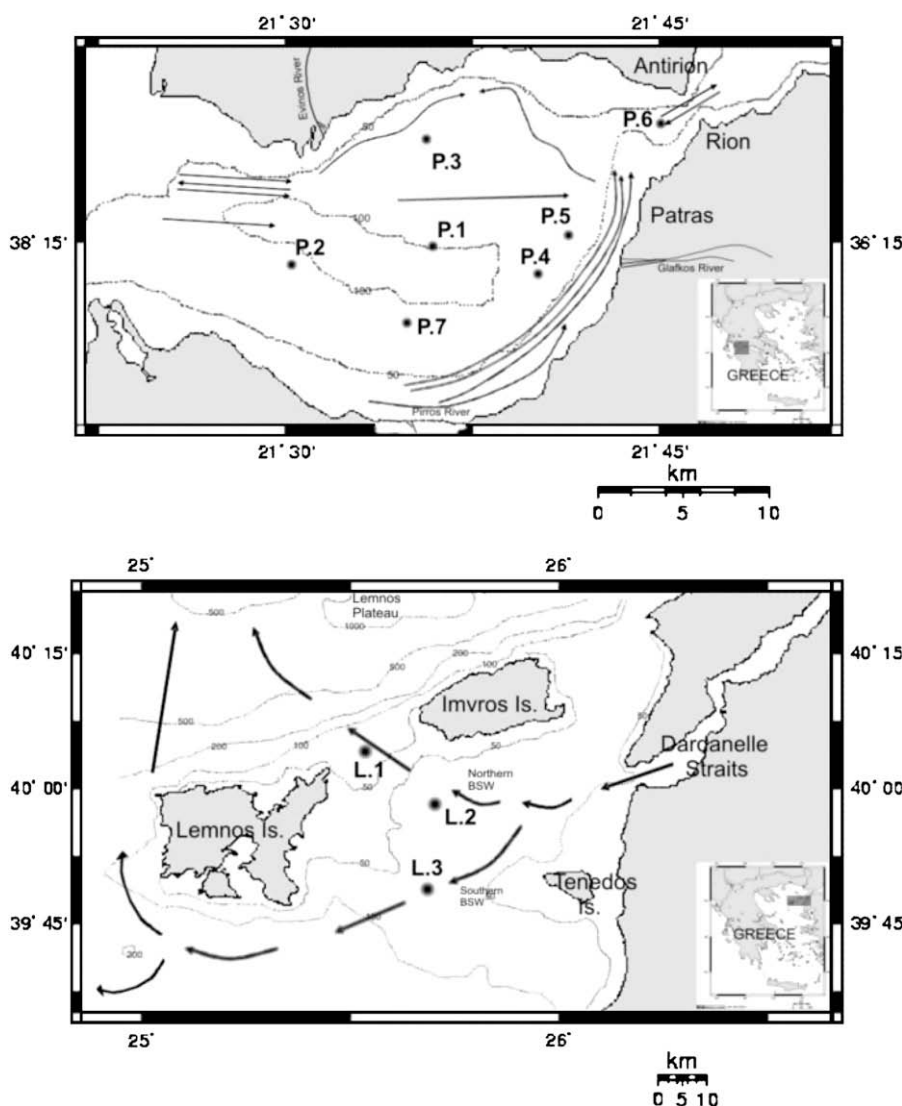 21° 30' 21° 45'
Antirion
Evinos River
50
P.6
Rion
P.3
Patras
100
P.5
38° 15' P.1 36° 15'
P.2
P.4
Glafkos River
100
P.7
GREECE
50
Pirros River
21° 30' 21° 45'
km
0 5 10
25° 26°
Lemnos
Plateau
500
1000
40° 15' 40° 15'
200
100
500
Imvros Is.
500
50
200
100
50
Dardanelle
Straits
L.1
Northern
BSW
40° 00' 40° 00'
50
L.2
Lemnos Is.
50
L.3
Tenedos
Is.
Southern
BSW
39° 45' 39° 45'
GREECE
200
25° 26°
km
0 5 10